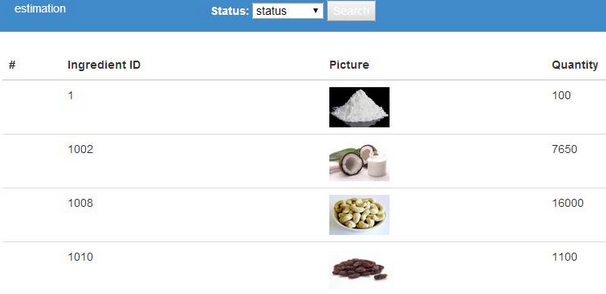 estimation
Status: status Search
# Ingredient ID Picture Quantity
1 100
1002 7650
1008 16000
1010 1100